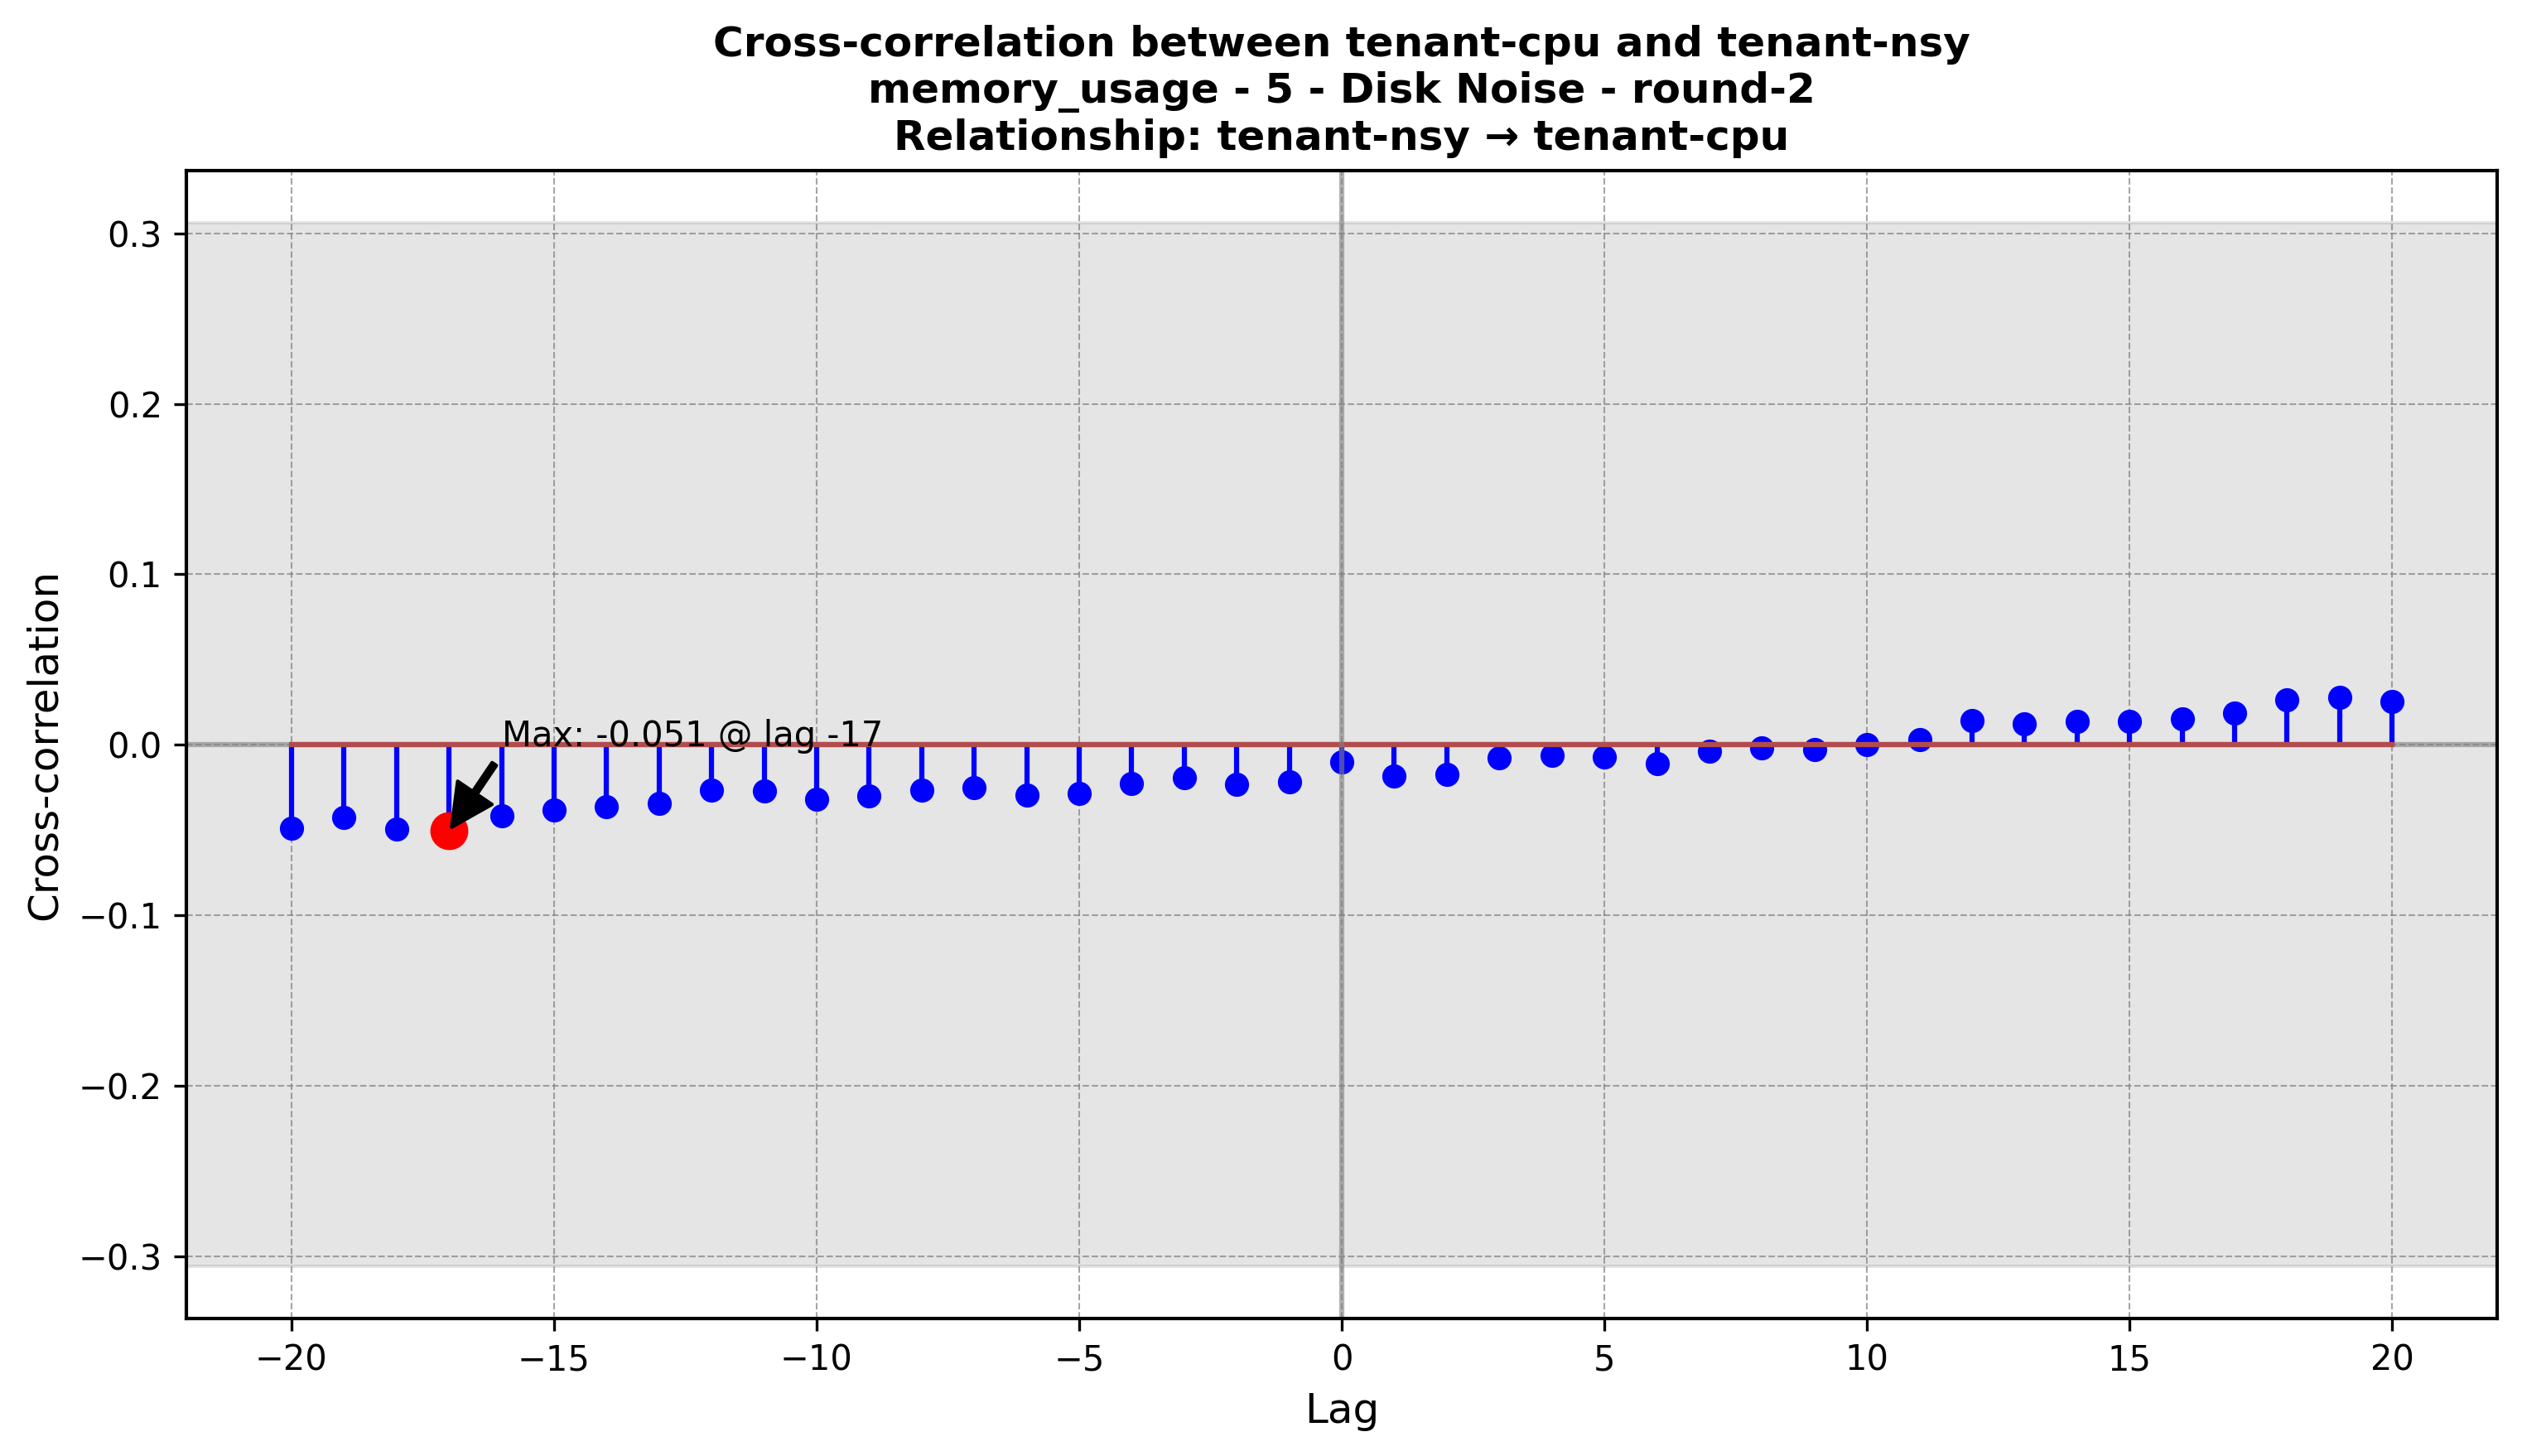 Cross-correlation between tenant-cpu and tenant-nsy
memory_usage - 5 - Disk Noise - round-2
Relationship: tenant-nsy → tenant-cpu
Cross-correlation
0.3
0.2
0.1
0.0
−0.1
−0.2
−0.3
Max: -0.051 @ lag -17
−20
−15
−10
−5
0
5
10
15
20
Lag